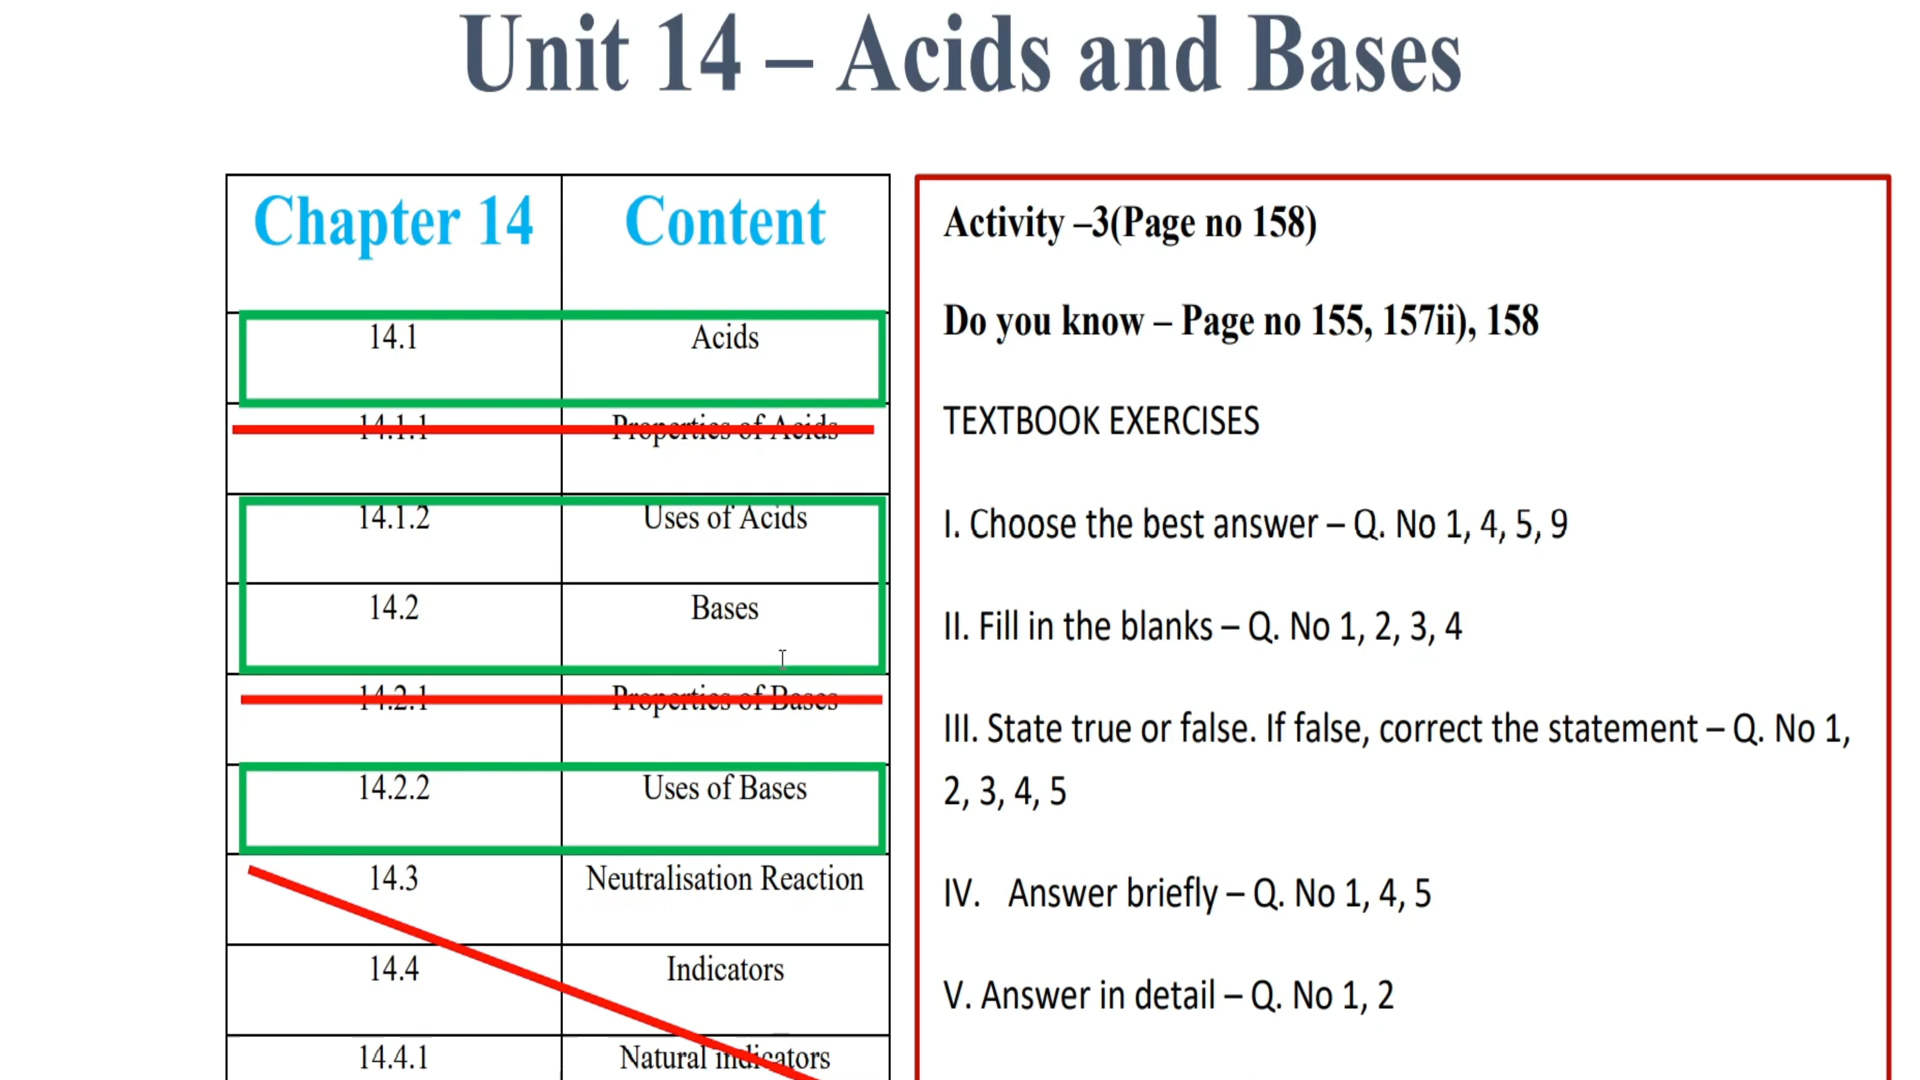 Unit 14 – Acids and Bases
Chapter 14 Content
14.1 Acids
14.1.1 Properties of Acids
14.1.2 Uses of Acids
14.2 Bases
14.2.1 Properties of Bases
14.2.2 Uses of Bases
14.3 Neutralisation Reaction
14.4 Indicators
14.4.1 Natural indicators
Activity –3(Page no 158)
Do you know – Page no 155, 157ii), 158
TEXTBOOK EXERCISES
I. Choose the best answer – Q. No 1, 4, 5, 9
II. Fill in the blanks – Q. No 1, 2, 3, 4
III. State true or false. If false, correct the statement – Q. No 1,
2, 3, 4, 5
IV. Answer briefly – Q. No 1, 4, 5
V. Answer in detail – Q. No 1, 2